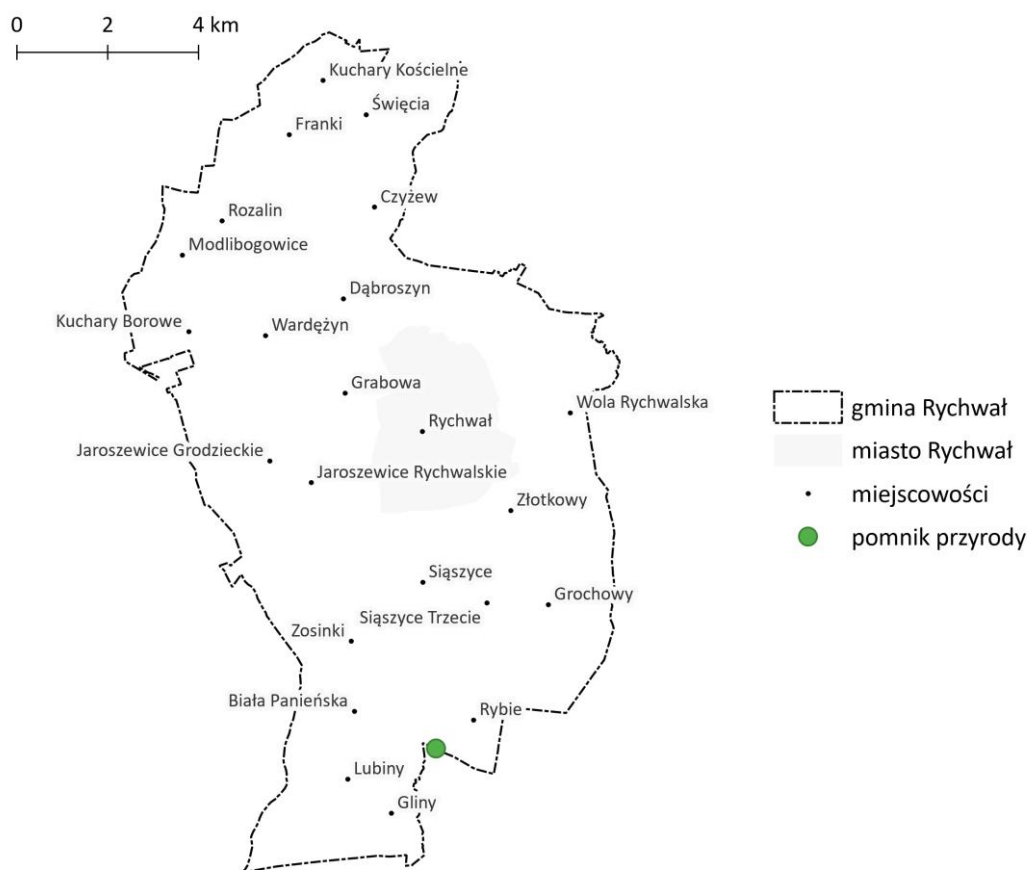 0 2 4 km
Kuchary Kościelne
Święcia
Franki
Czyżew
Rozalin
Modlibogowice
Dąbroszyn
Kuchary Borowe
Wardężyn
Grabowa
Wola Rychwalska
Rychwał
Jaroszewice Grodzieckie
Jaroszewice Rychwalskie
Złotkowy
Siąszyce
Grochowy
Siąszyce Trzecie
Zosinki
Biała Panieńska
Rybie
Lubiny
Gliny
gmina Rychwał
miasto Rychwał
miejscowości
pomnik przyrody